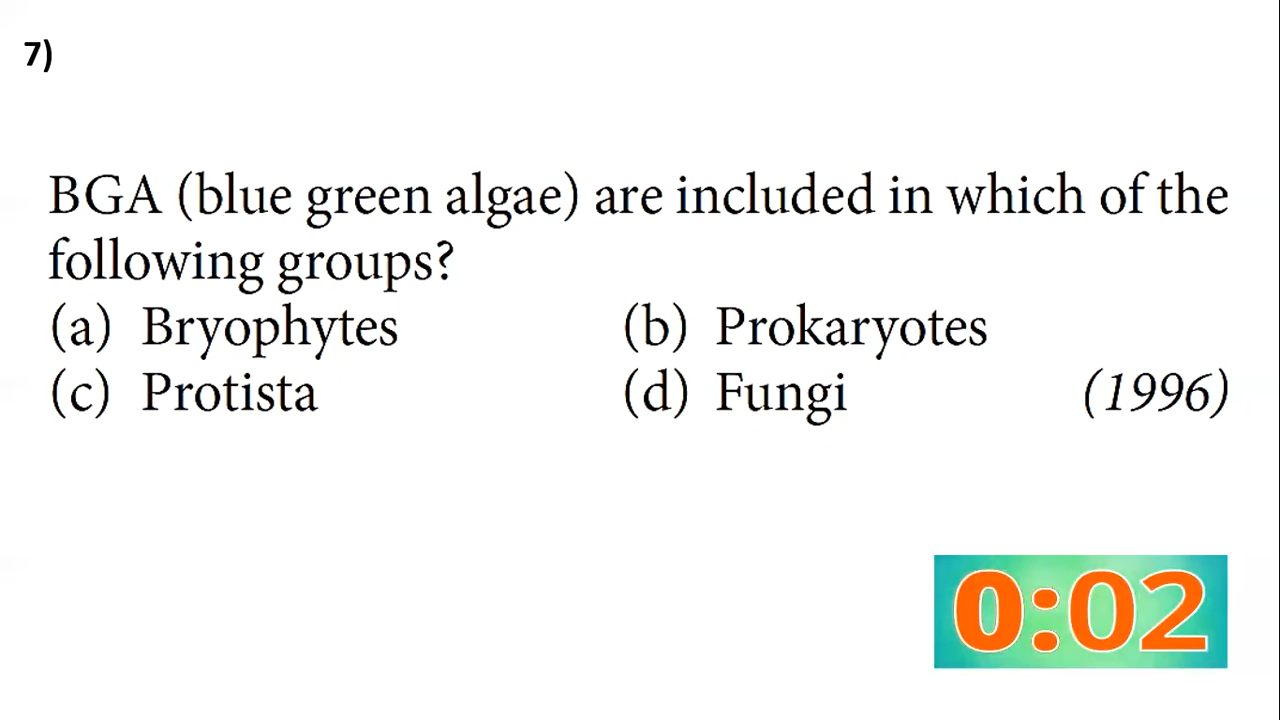 7)
BGA (blue green algae) are included in which of the
following groups?
(a) Bryophytes (b) Prokaryotes
(c) Protista (d) Fungi (1996)
0:02